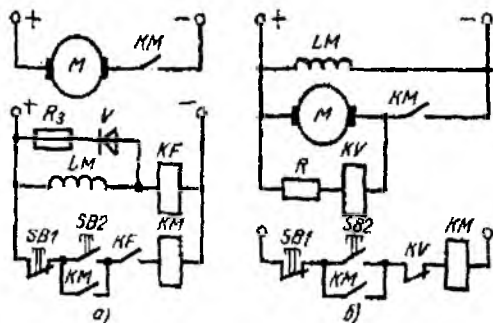 + M KM −
+ R3 V −
LM KF
SB1 SB2 KF KM
KM
а)
+ −
LM
M KM
R KV
SB1 SB2 KV KM
KM
б)